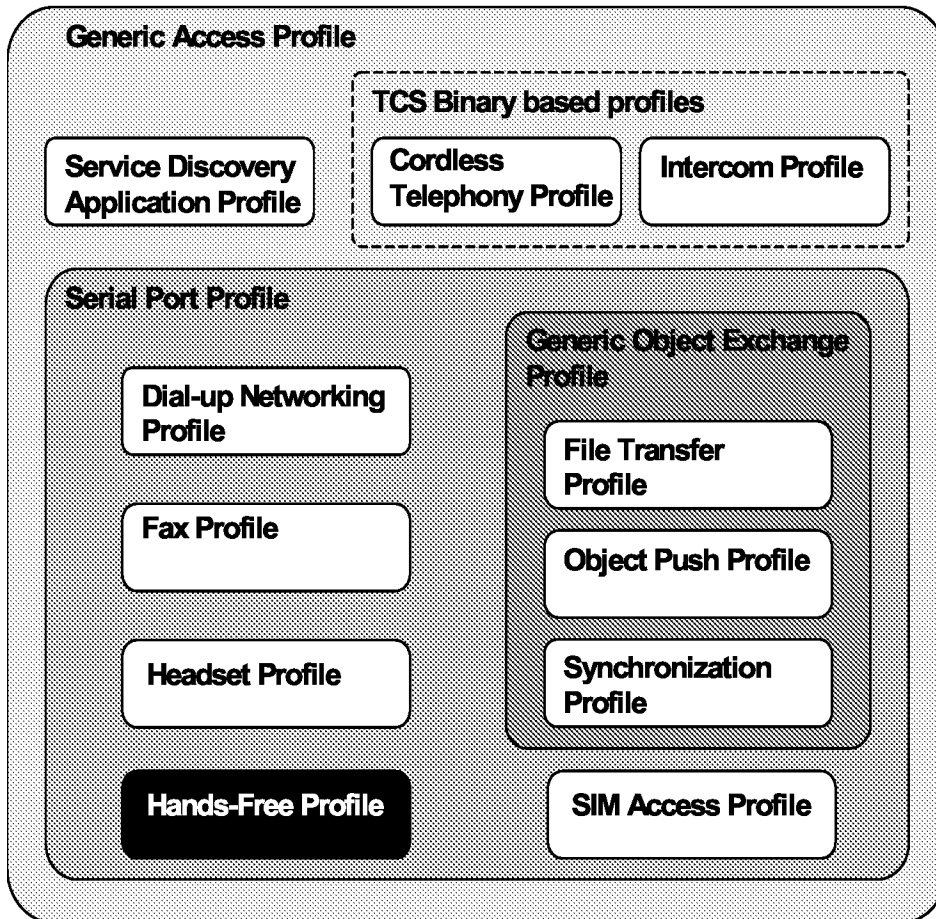 Generic Access Profile
TCS Binary based profiles
Service Discovery
Application Profile
Cordless
Telephony Profile
Intercom Profile
Serial Port Profile
Generic Object Exchange
Profile
Dial-up Networking
Profile
File Transfer
Profile
Fax Profile
Object Push Profile
Headset Profile
Synchronization
Profile
Hands-Free Profile
SIM Access Profile